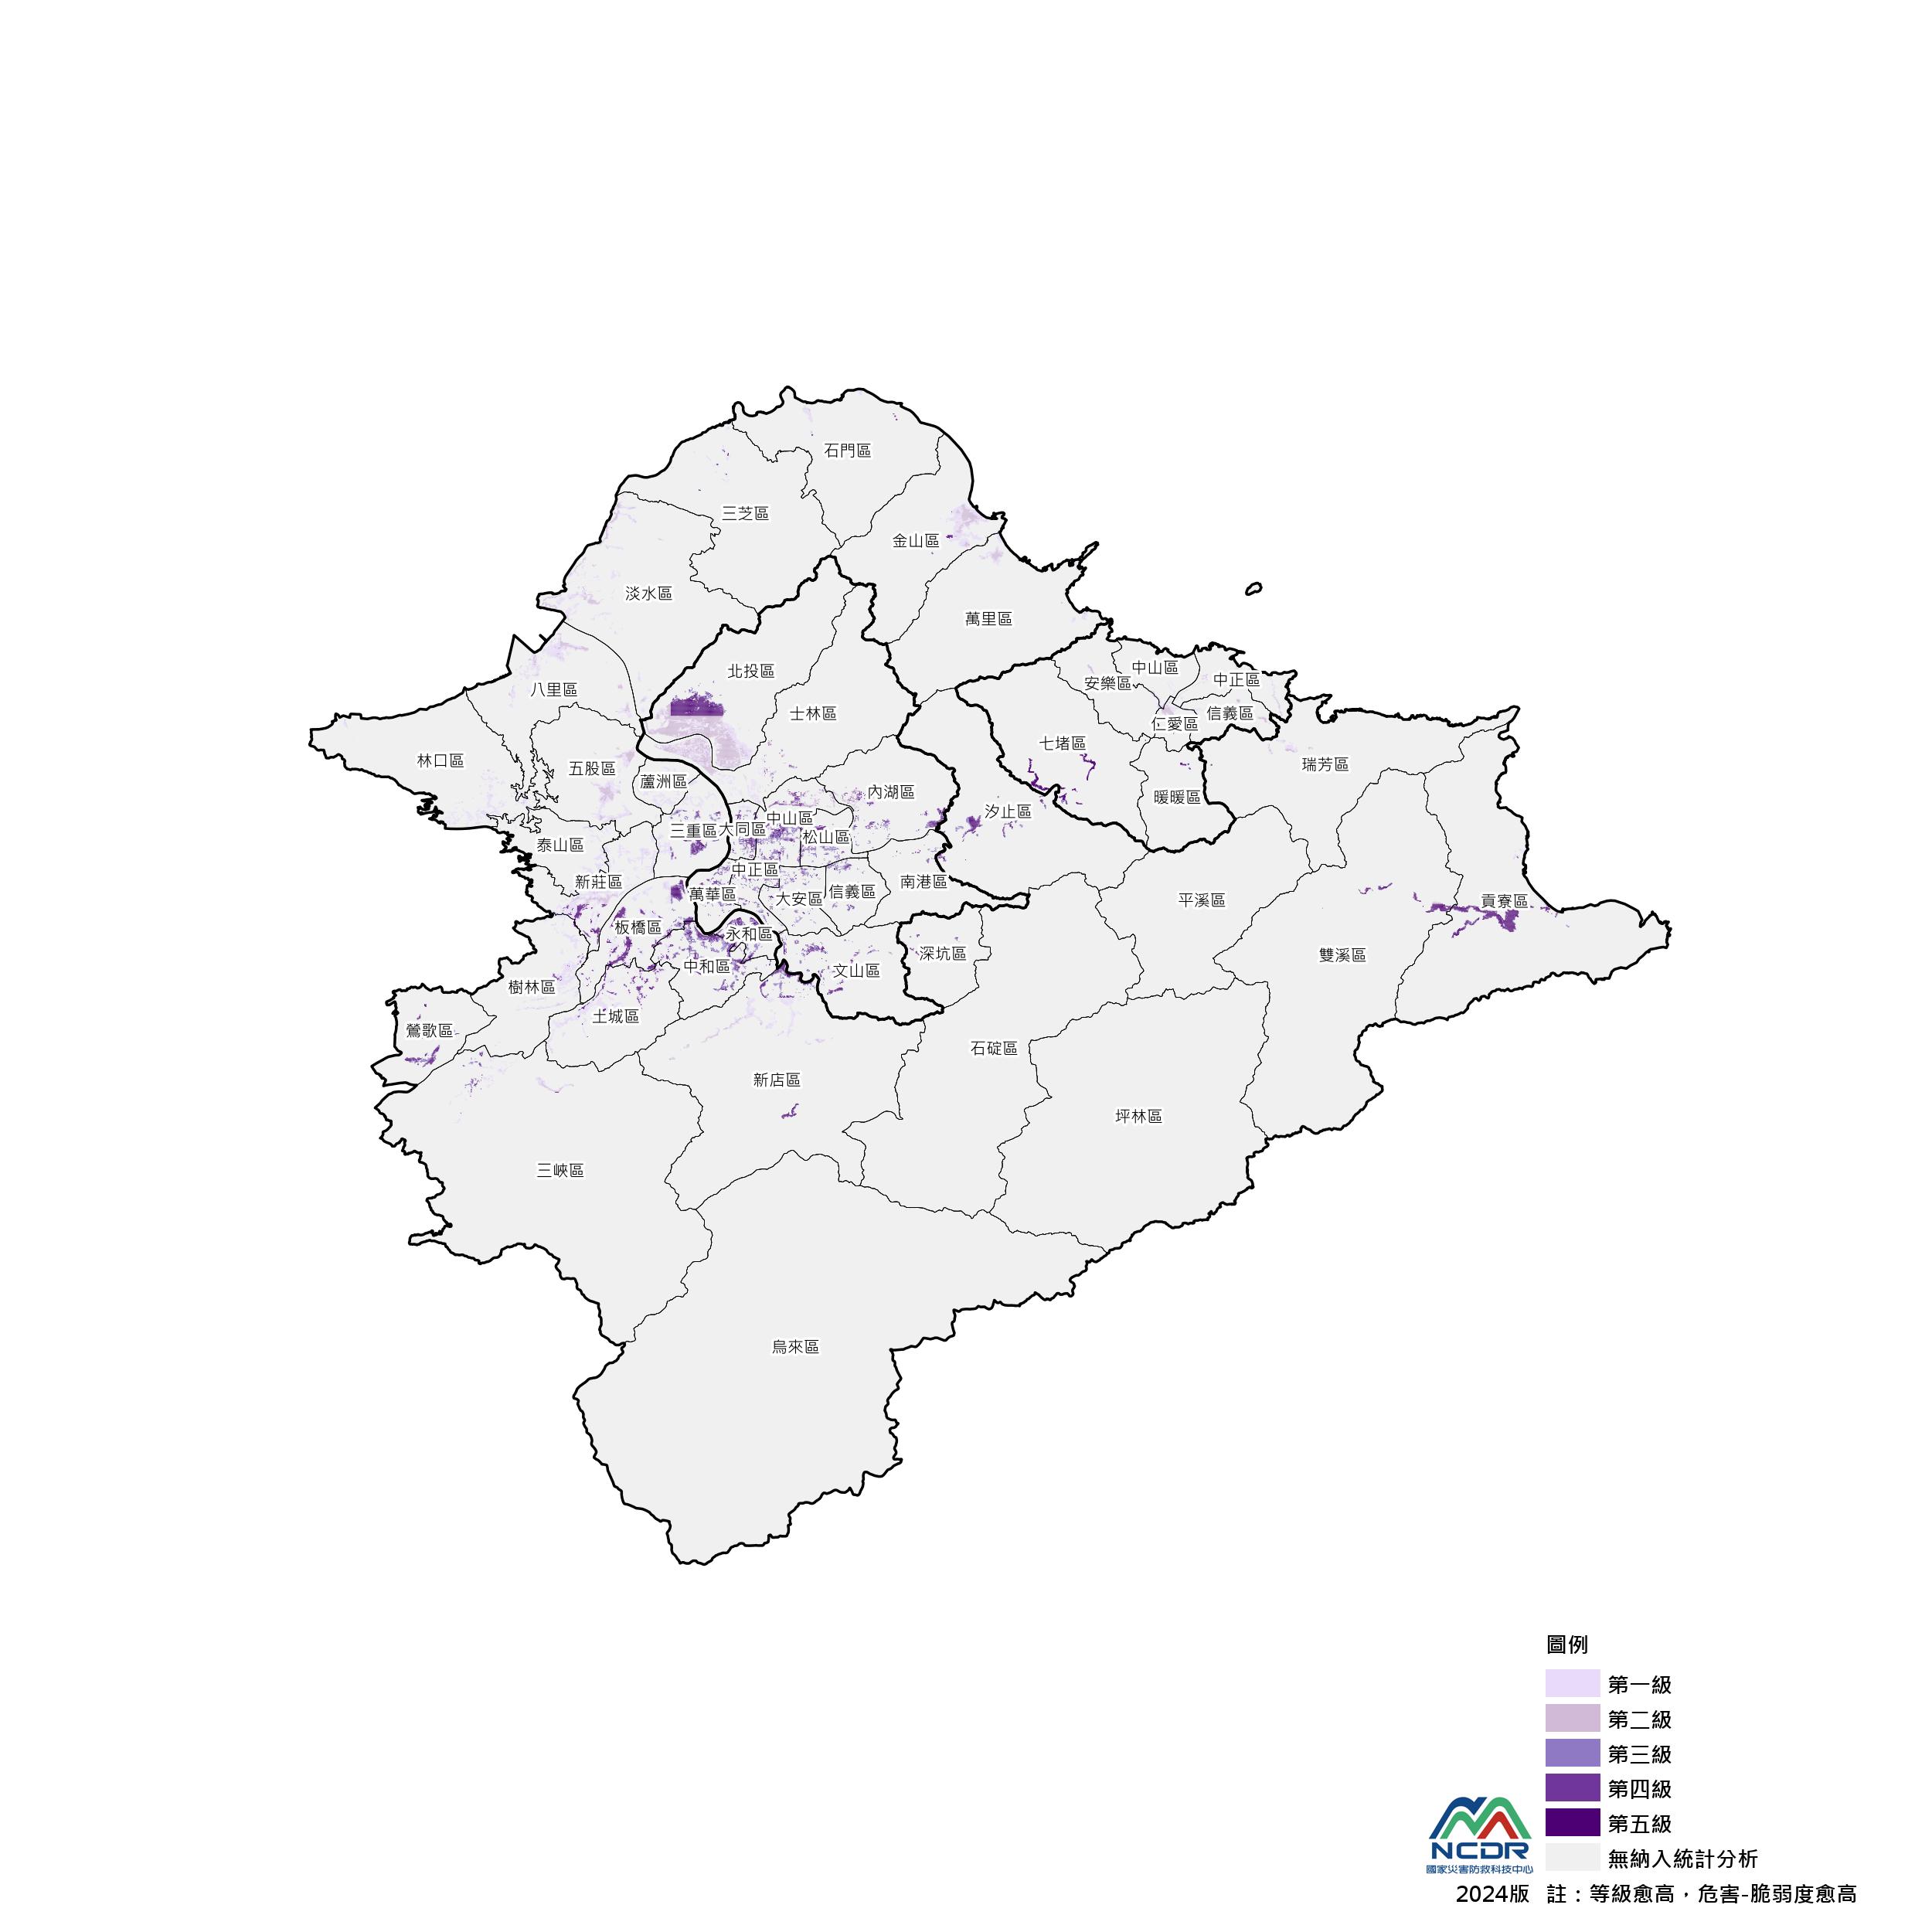 石門區
三芝區
金山區
淡水區
萬里區
北投區
中山區
中正區
安樂區
八里區
士林區
信義區
仁愛區
七堵區
林口區
五股區
瑞芳區
蘆洲區
內湖區
暖暖區
汐止區
中山區
三重區
大同區
松山區
泰山區
中正區
新莊區
南港區
萬華區
大安區
信義區
平溪區
貢寮區
板橋區
永和區
深坑區
雙溪區
中和區
文山區
樹林區
土城區
鶯歌區
石碇區
新店區
坪林區
三峽區
烏來區
圖例
第一級
第二級
第三級
第四級
第五級
無納入統計分析
NCDR
國家災害防救科技中心
2024版 註：等級愈高，危害-脆弱度愈高